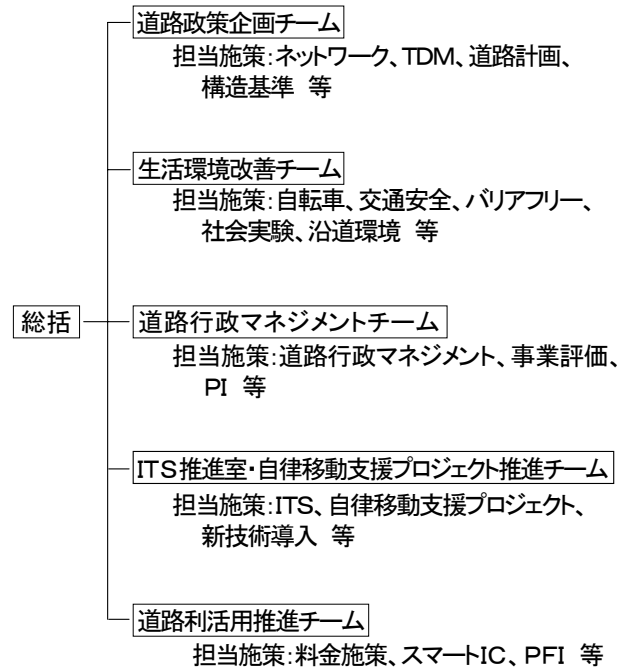 道路政策企画チーム
担当施策:ネットワーク、TDM、道路計画、
構造基準 等
生活環境改善チーム
担当施策:自転車、交通安全、バリアフリー、
社会実験、沿道環境 等
総括
道路行政マネジメントチーム
担当施策:道路行政マネジメント、事業評価、
PI 等
ITS推進室・自律移動支援プロジェクト推進チーム
担当施策:ITS、自律移動支援プロジェクト、
新技術導入 等
道路利活用推進チーム
担当施策:料金施策、スマートIC、PFI 等